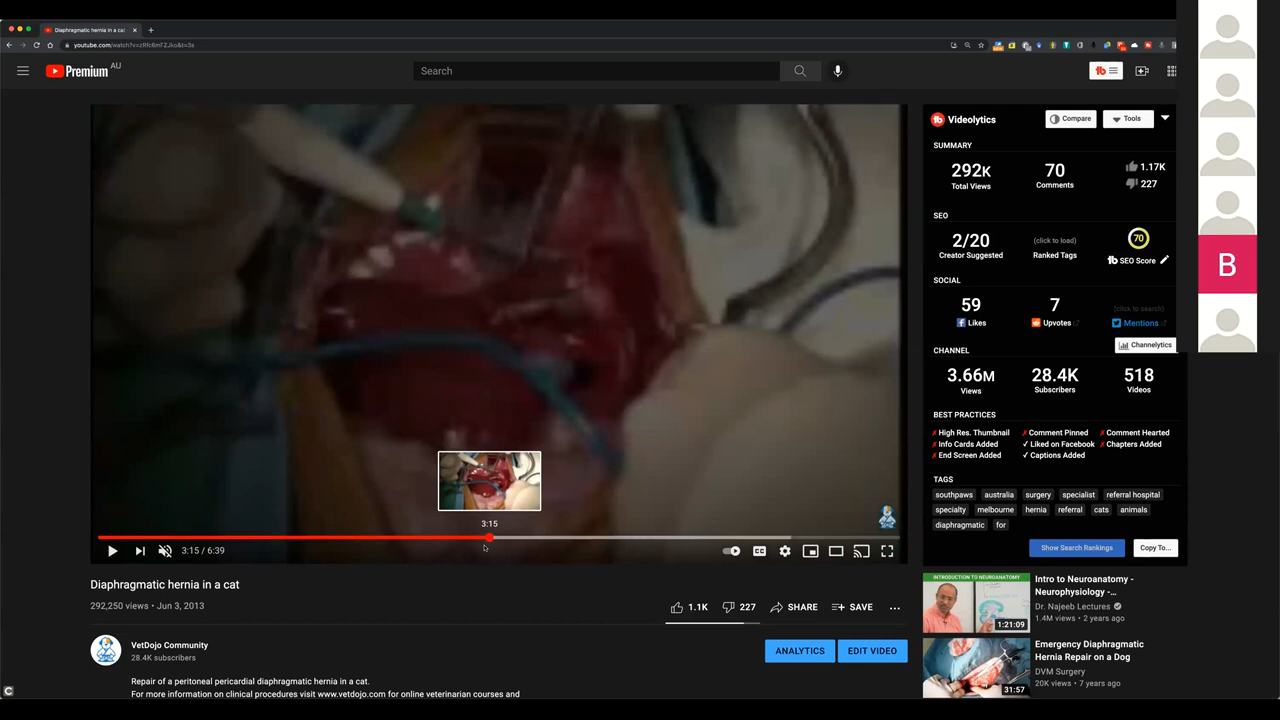 Diaphragmatic hernia in a cat
youtube.com/watch?v=zRfc6mTZJko&t=3s
Premium AU
Search
Videolytics
Compare
Tools
SUMMARY
292K
70
1.17K
227
Total Views
Comments
SEO
2/20
(click to load)
70
Creator Suggested
Ranked Tags
SEO Score
SOCIAL
59
7
(click to search)
Likes
Upvotes
Mentions
Channelytics
CHANNEL
3.66M
28.4K
518
Views
Subscribers
Videos
BEST PRACTICES
✗ High Res. Thumbnail ✗ Comment Pinned ✗ Comment Hearted
✗ Info Cards Added ✓ Liked on Facebook ✗ Chapters Added
✗ End Screen Added ✓ Captions Added
TAGS
southpaws australia surgery specialist referral hospital
specialty melbourne hernia referral cats animals
diaphragmatic for
Show Search Rankings
Copy To...
B
3:15
3:15 / 6:39
CC
Diaphragmatic hernia in a cat
292,250 views • Jun 3, 2013
1.1K
227
SHARE
SAVE
VetDojo Community
28.4K subscribers
ANALYTICS
EDIT VIDEO
Repair of a peritoneal pericardial diaphragmatic hernia in a cat.
For more information on clinical procedures visit www.vetdojo.com for online veterinary courses and
INTRODUCTION TO NEUROANATOMY
1:21:09
Intro to Neuroanatomy -
Neurophysiology -...
Dr. Najeeb Lectures
1.4M views • 2 years ago
31:57
Emergency Diaphragmatic
Hernia Repair on a Dog
DVM Surgery
20K views • 7 years ago